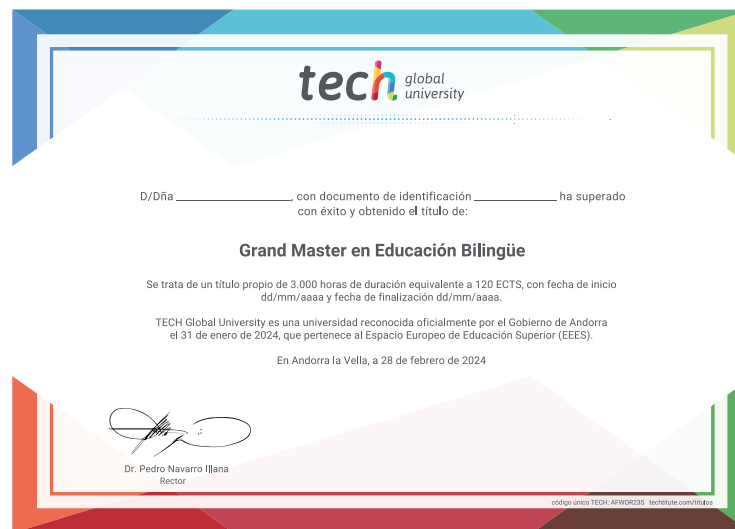 tech global university
D/Dña ____________, con documento de identificación ____________ ha superado
con éxito y obtenido el título de:
Grand Master en Educación Bilingüe
Se trata de un título propio de 3.000 horas de duración equivalente a 120 ECTS, con fecha de inicio
dd/mm/aaaa y fecha de finalización dd/mm/aaaa.
TECH Global University es una universidad reconocida oficialmente por el Gobierno de Andorra
el 31 de enero de 2024, que pertenece al Espacio Europeo de Educación Superior (EEES).
En Andorra la Vella, a 28 de febrero de 2024
Dr. Pedro Navarro Illana
Rector
código único TECH: AFWOR23S techtitute.com/titulos